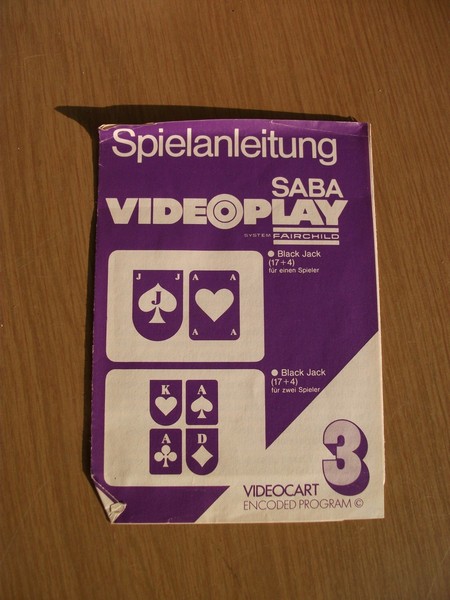 Spielanleitung
SABA
VIDEOPLAY
SYSTEM FAIRCHILD
● Black Jack
(17+4)
für einen Spieler
J J A A
J
A A
● Black Jack
(17+4)
für zwei Spieler
K A
A D
3
VIDEOCART
ENCODED PROGRAM ©